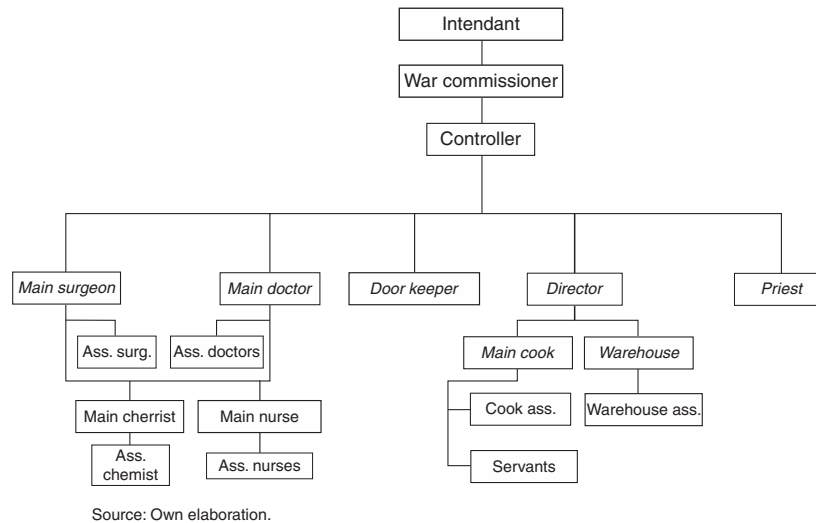 Intendant
War commissioner
Controller
Main surgeon
Main doctor
Door keeper
Director
Priest
Ass. surg.
Ass. doctors
Main cook
Warehouse
Main cherrist
Main nurse
Cook ass.
Warehouse ass.
Ass.
chemist
Ass. nurses
Servants
Source: Own elaboration.